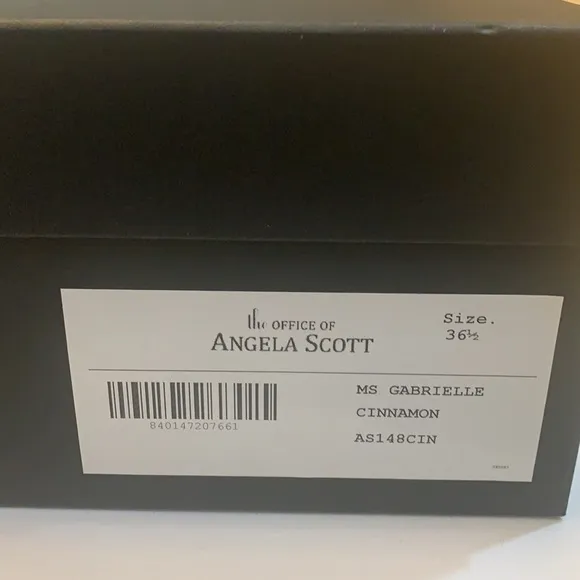 the OFFICE OF
ANGELA SCOTT
Size.
36½
840147207661
MS GABRIELLE
CINNAMON
AS148CIN